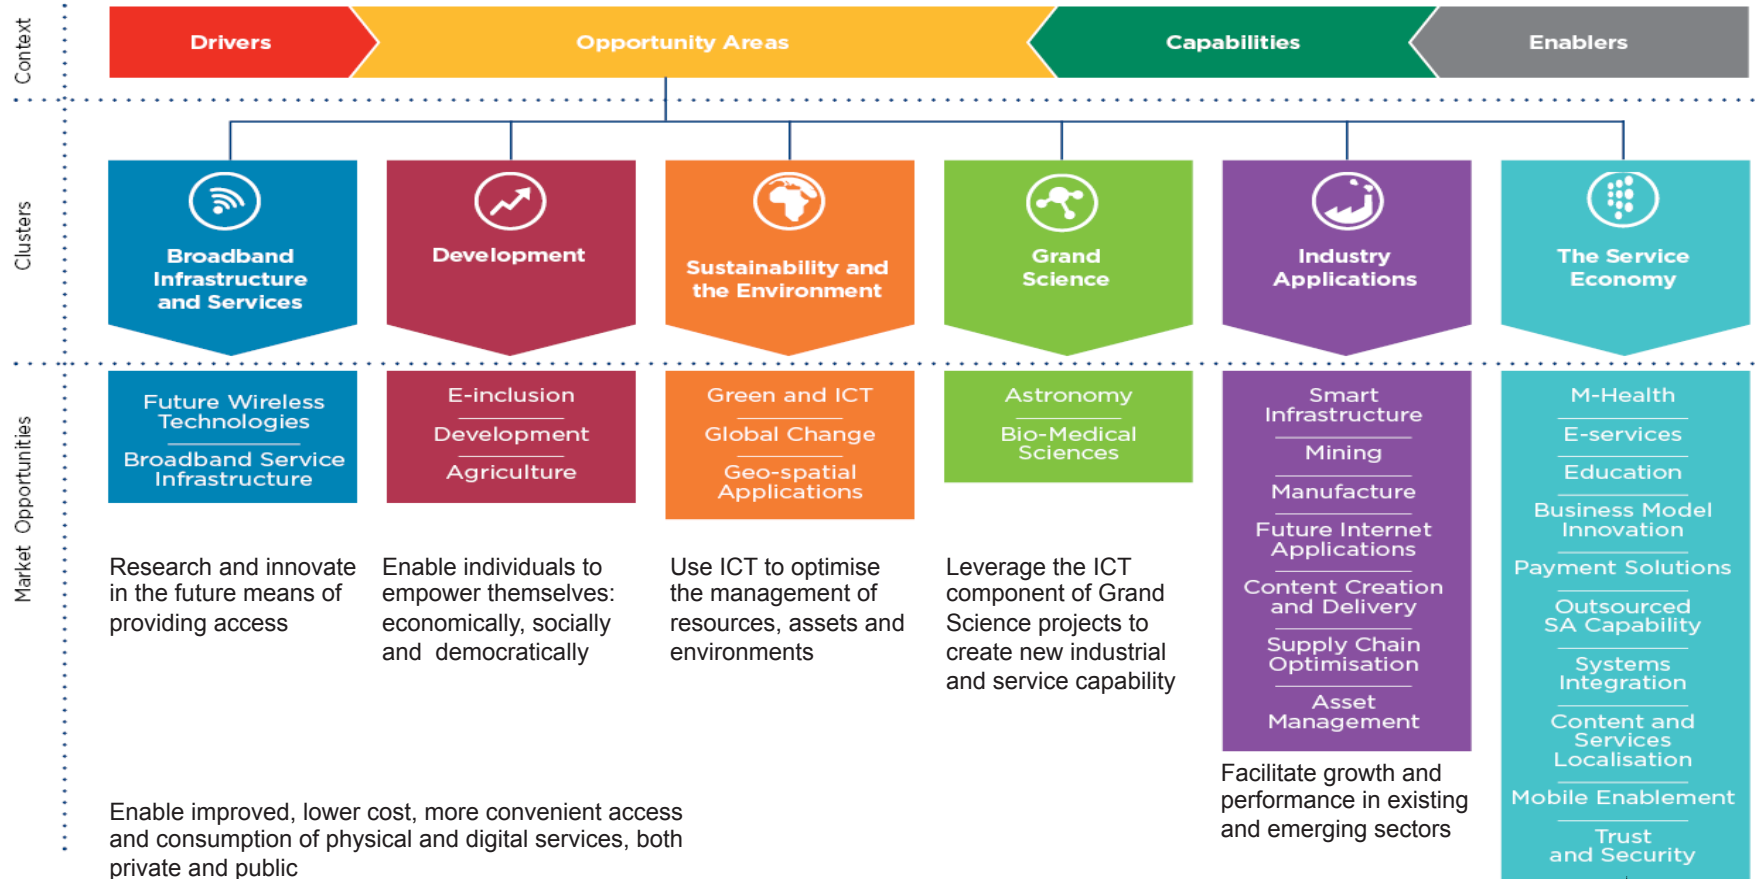 Context
Drivers
Opportunity Areas
Capabilities
Enablers
Clusters
Broadband
Infrastructure
and Services
Development
Sustainability and
the Environment
Grand
Science
Industry
Applications
The Service
Economy
Market Opportunities
Future Wireless
Technologies
Broadband Service
Infrastructure
Research and innovate
in the future means of
providing access
E-inclusion
Development
Agriculture
Enable individuals to
empower themselves:
economically, socially
and democratically
Green and ICT
Global Change
Geo-spatial
Applications
Use ICT to optimise
the management of
resources, assets and
environments
Astronomy
Bio-Medical
Sciences
Leverage the ICT
component of Grand
Science projects to
create new industrial
and service capability
Smart
Infrastructure
Mining
Manufacture
Future Internet
Applications
Content Creation
and Delivery
Supply Chain
Optimisation
Asset
Management
Facilitate growth and
performance in existing
and emerging sectors
M-Health
E-services
Education
Business Model
Innovation
Payment Solutions
Outsourced
SA Capability
Systems
Integration
Content and
Services
Localisation
Mobile Enablement
Trust
and Security
Enable improved, lower cost, more convenient access
and consumption of physical and digital services, both
private and public